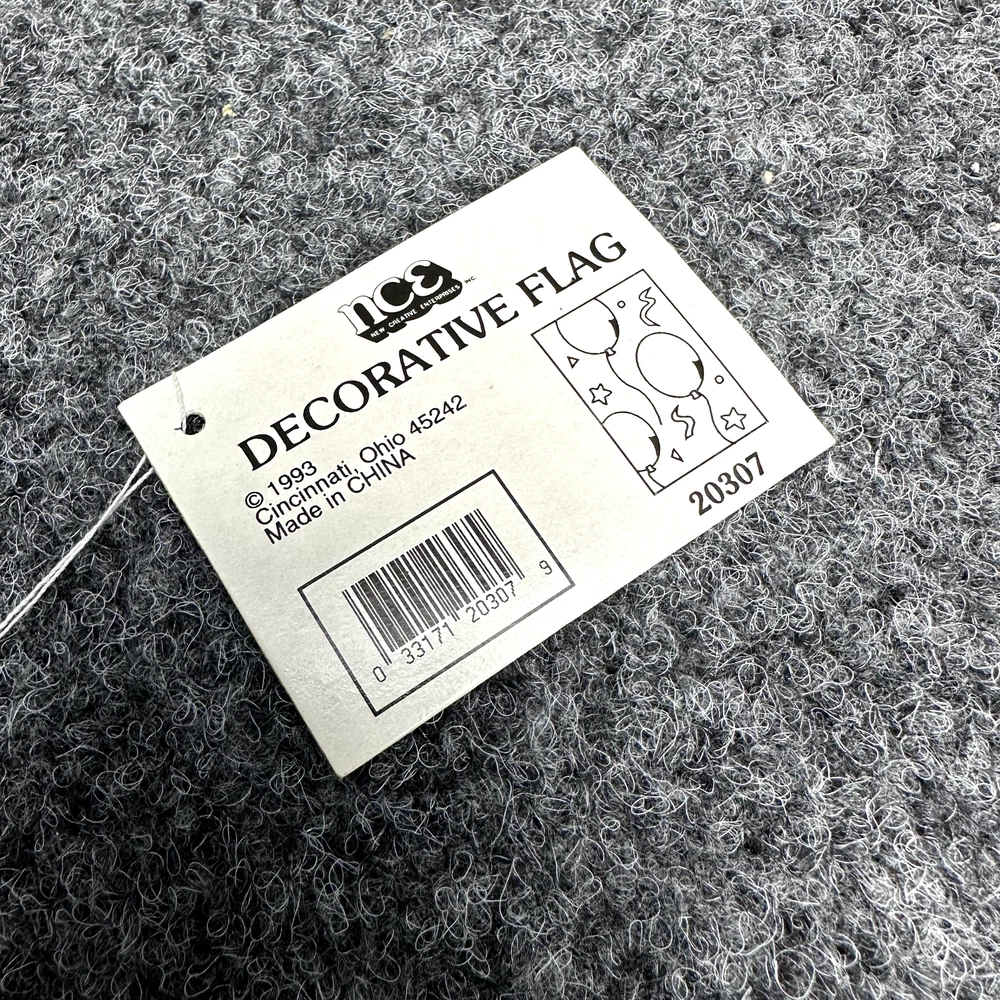 nce
NEW CREATIVE ENTERPRISES INC.
DECORATIVE FLAG
© 1993
Cincinnati, Ohio 45242
Made in CHINA
0 33171 20307 9
20307